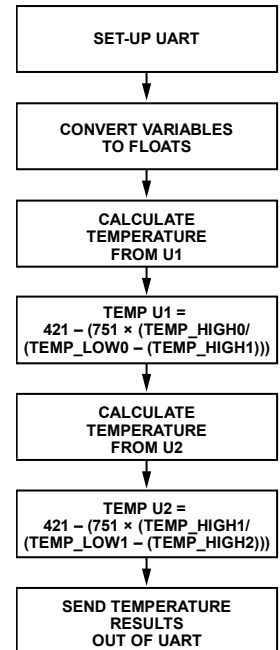 SET-UP UART
CONVERT VARIABLES
TO FLOATS
CALCULATE
TEMPERATURE
FROM U1
TEMP U1 =
421 – (751 × (TEMP_HIGH0/
(TEMP_LOW0 – (TEMP_HIGH1)))
CALCULATE
TEMPERATURE
FROM U2
TEMP U2 =
421 – (751 × (TEMP_HIGH1/
(TEMP_LOW1 – (TEMP_HIGH2)))
SEND TEMPERATURE
RESULTS
OUT OF UART